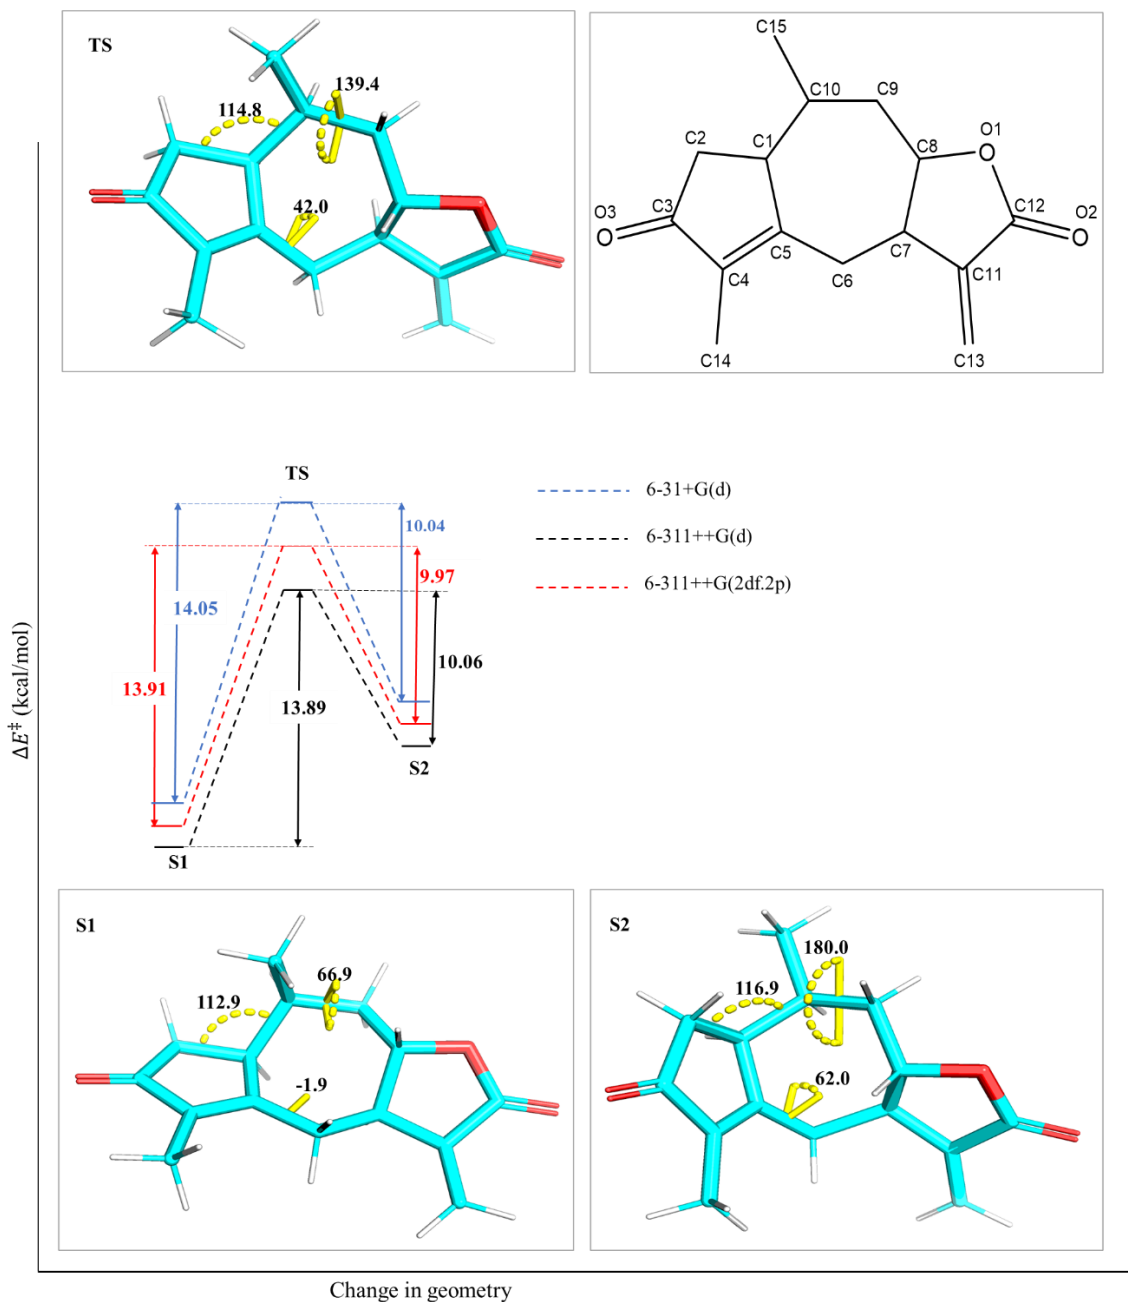 TS
139.4
114.8
42.0
C15
C10
C9
C2
C1
C8
O1
O
C3
O3
O
C12
O2
O
C5
C7
C4
C6
C11
C14
C13
TS
6-31+G(d)
10.04
6-311++G(d)
9.97
6-311++G(2df.2p)
14.05
10.06
13.91
13.89
S2
S1
ΔE‡ (kcal/mol)
S1
66.9
112.9
-1.9
S2
180.0
116.9
62.0
Change in geometry